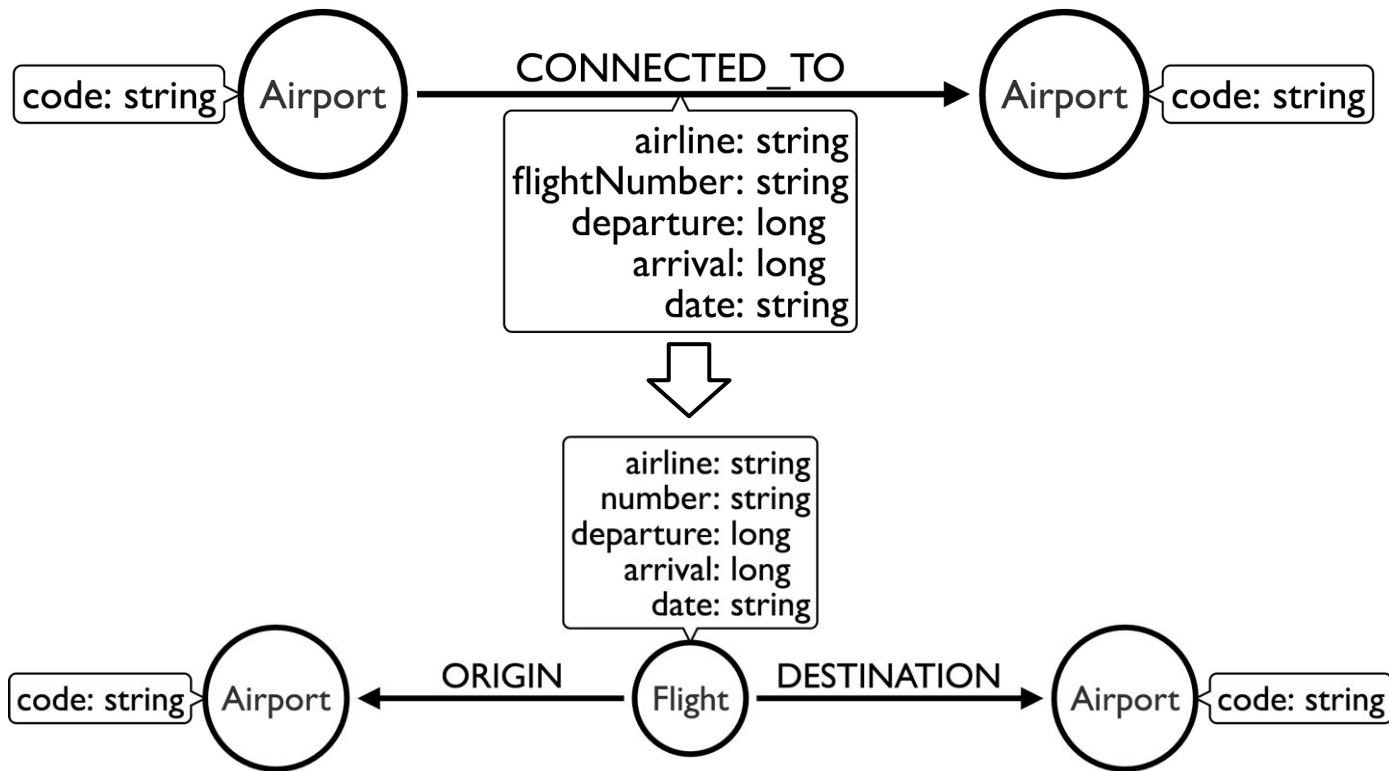 CONNECTED_TO
code: string
Airport
Airport
code: string
airline: string
flightNumber: string
departure: long
arrival: long
date: string
airline: string
number: string
departure: long
arrival: long
date: string
code: string
Airport
ORIGIN
Flight
DESTINATION
Airport
code: string